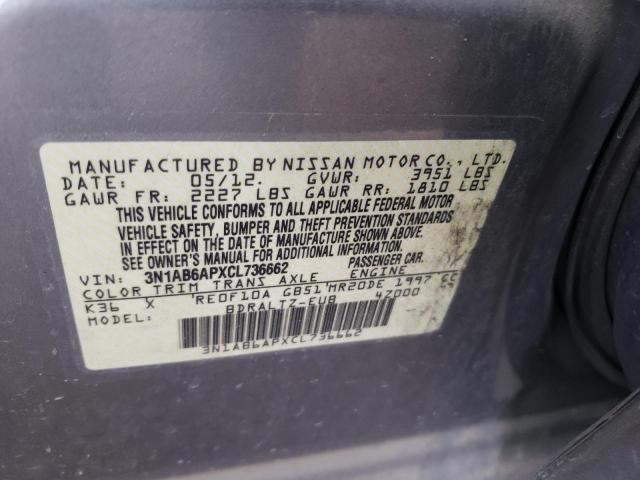 MANUFACTURED BY NISSAN MOTOR CO., LTD.
DATE: 05/12. GVWR: 3951 LBS
GAWR FR: 2227 LBS GAWR RR: 1810 LBS
THIS VEHICLE CONFORMS TO ALL APPLICABLE FEDERAL MOTOR
VEHICLE SAFETY, BUMPER AND THEFT PREVENTION STANDARDS
IN EFFECT ON THE DATE OF MANUFACTURE SHOWN ABOVE.
SEE OWNER'S MANUAL FOR ADDITIONAL INFORMATION.
VIN: 3N1AB6APXCL736662
COLOR TRIM TRANS AXLE ENGINE
K36 X RE0F10A GB51 MR20DE 1997 CC
MODEL: BDRALTZ-EUB 47000
3N1AB6APXCL736662